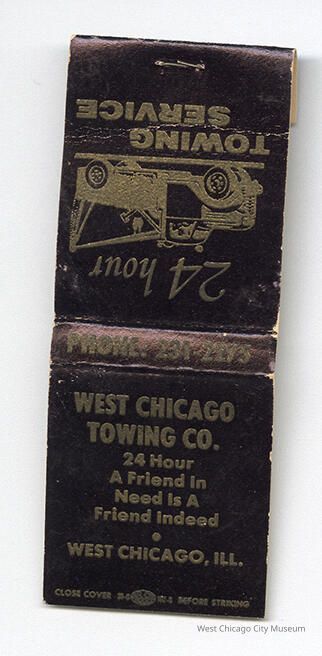 24 hour
TOWING
SERVICE
PHONE: 231-2295
WEST CHICAGO
TOWING CO.
24 Hour
A Friend In
Need Is A
Friend Indeed
•
WEST CHICAGO, ILL.
CLOSE COVER BEFORE STRIKING
West Chicago City Museum